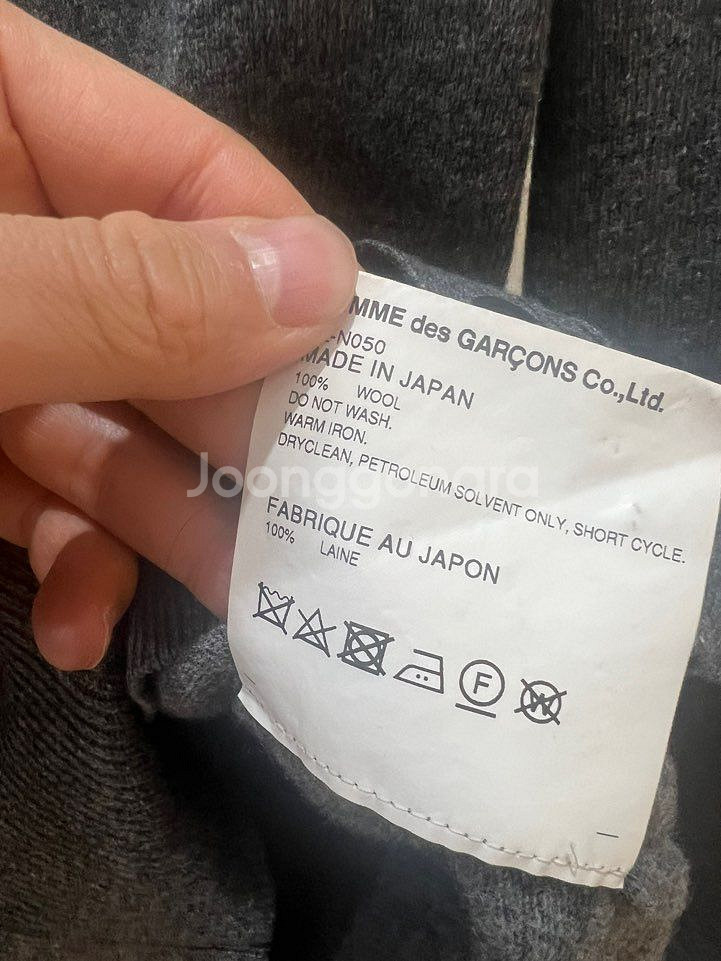 MME des GARÇONS Co.,Ltd.
-N050
MADE IN JAPAN
100% WOOL
DO NOT WASH.
WARM IRON.
DRYCLEAN, PETROLEUM SOLVENT ONLY, SHORT CYCLE.
Joonggonara
FABRIQUE AU JAPON
100% LAINE
F
W